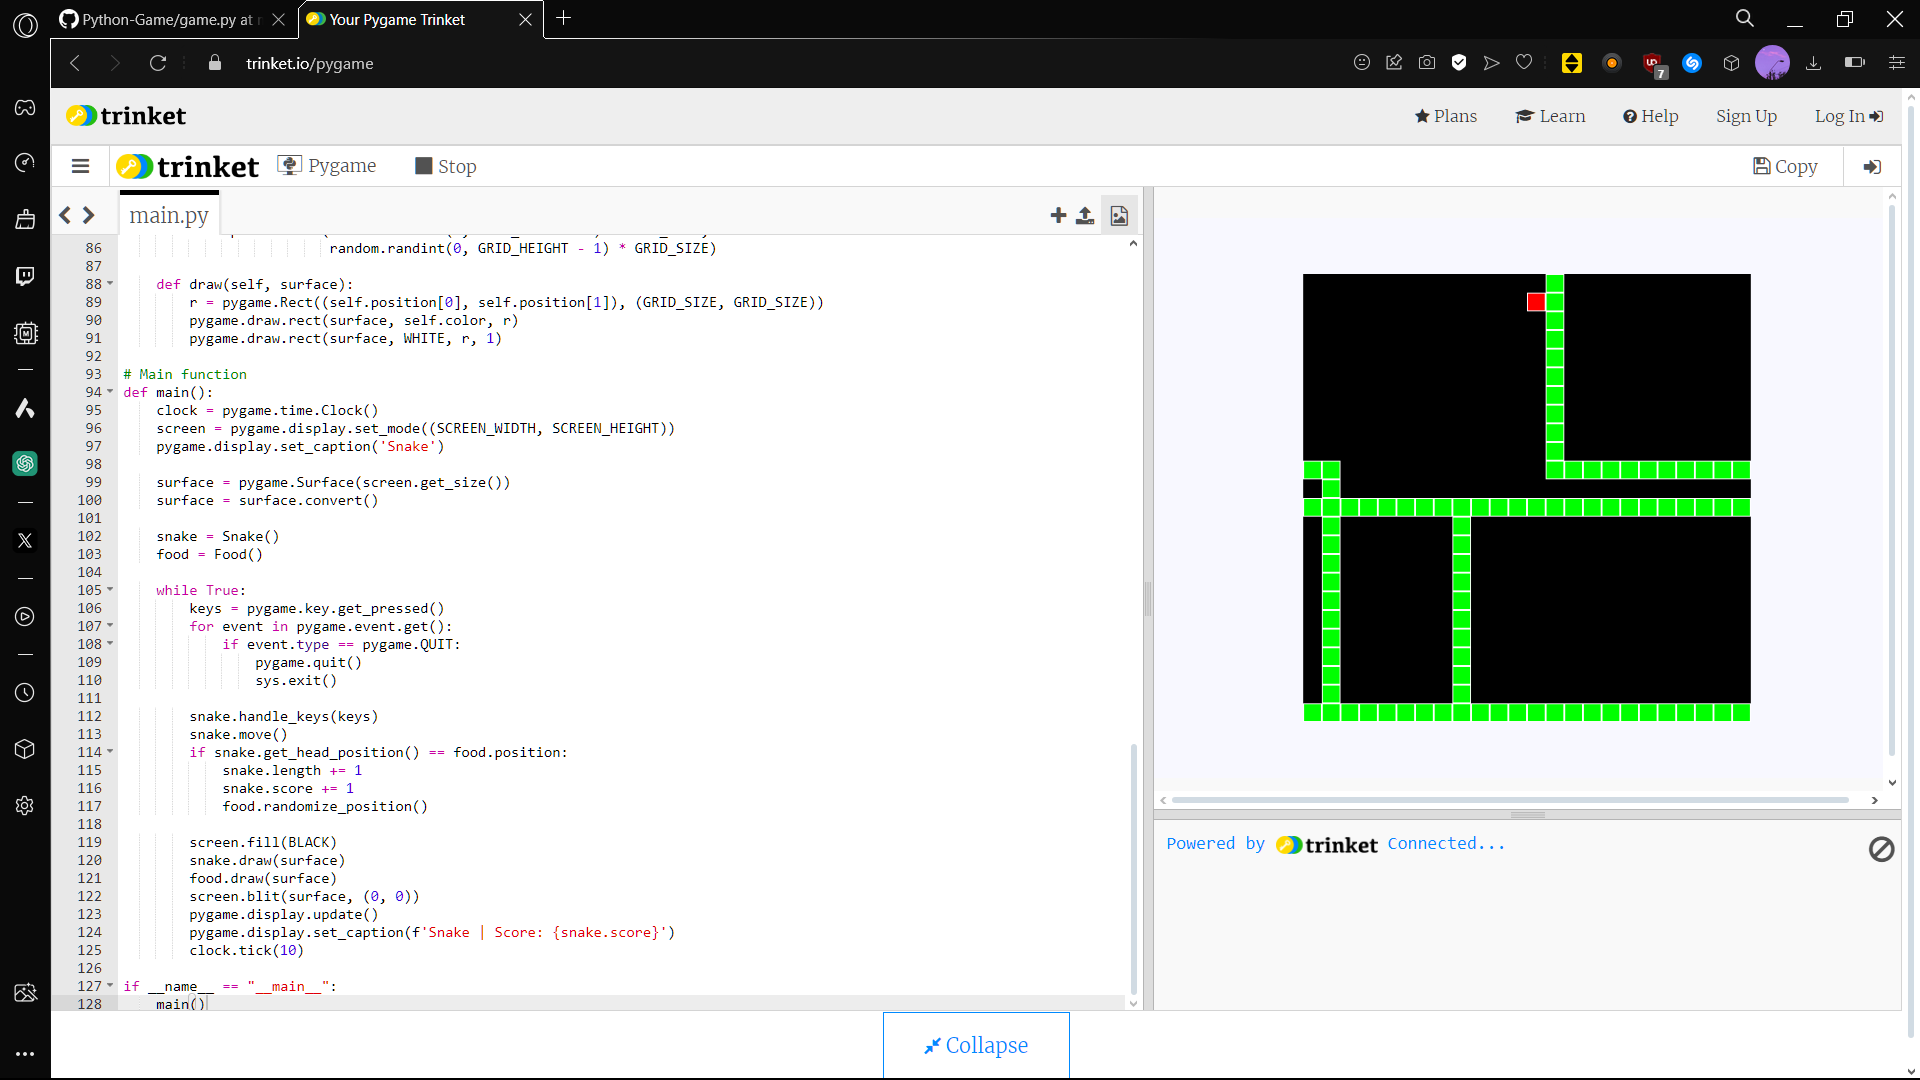 Python-Game/game.py at
Your Pygame Trinket
trinket.io/pygame
7
trinket
Plans
Learn
Help
Sign Up
Log In
trinket
Pygame
Stop
Copy
main.py
86 random.randint(0, GRID_HEIGHT - 1) * GRID_SIZE)
87
88 def draw(self, surface):
89 r = pygame.Rect((self.position[0], self.position[1]), (GRID_SIZE, GRID_SIZE))
90 pygame.draw.rect(surface, self.color, r)
91 pygame.draw.rect(surface, WHITE, r, 1)
92
93 # Main function
94 def main():
95 clock = pygame.time.Clock()
96 screen = pygame.display.set_mode((SCREEN_WIDTH, SCREEN_HEIGHT))
97 pygame.display.set_caption('Snake')
98
99 surface = pygame.Surface(screen.get_size())
100 surface = surface.convert()
101
102 snake = Snake()
103 food = Food()
104
105 while True:
106 keys = pygame.key.get_pressed()
107 for event in pygame.event.get():
108 if event.type == pygame.QUIT:
109 pygame.quit()
110 sys.exit()
111
112 snake.handle_keys(keys)
113 snake.move()
114 if snake.get_head_position() == food.position:
115 snake.length += 1
116 snake.score += 1
117 food.randomize_position()
118
119 screen.fill(BLACK)
120 snake.draw(surface)
121 food.draw(surface)
122 screen.blit(surface, (0, 0))
123 pygame.display.update()
124 pygame.display.set_caption(f'Snake | Score: {snake.score}')
125 clock.tick(10)
126
127 if __name__ == "__main__":
128 main()
Powered by trinket Connected...
Collapse